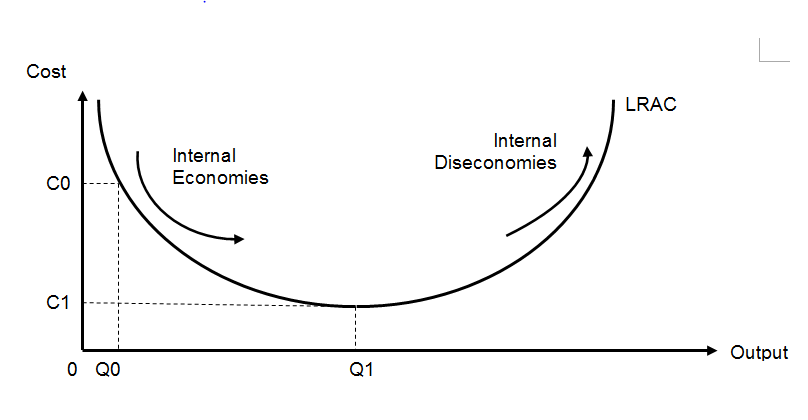 Cost
LRAC
Internal
Diseconomies
Internal
Economies
C0
C1
Output
0 Q0 Q1